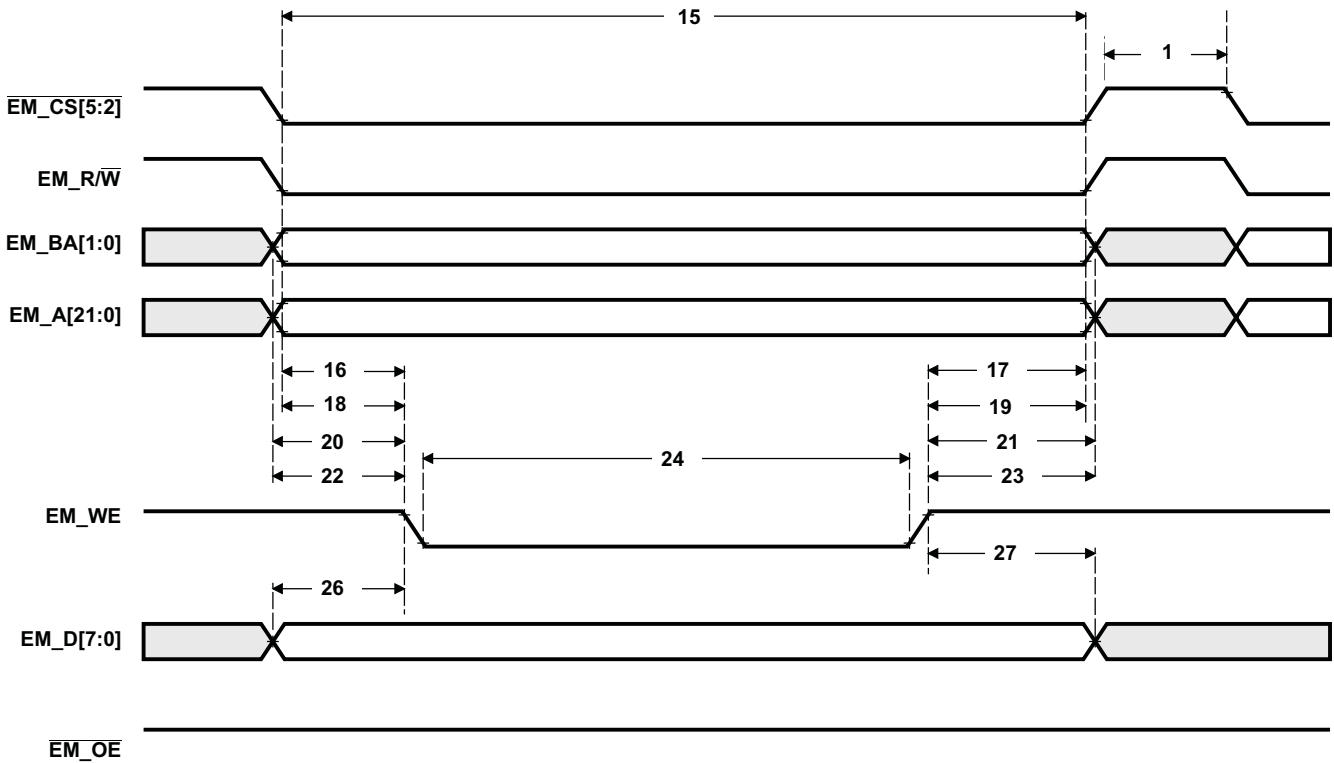 15
1
EM_CS[5:2]
EM_R/W
EM_BA[1:0]
EM_A[21:0]
16
17
18
19
20
21
22
23
24
EM_WE
27
26
EM_D[7:0]
EM_OE